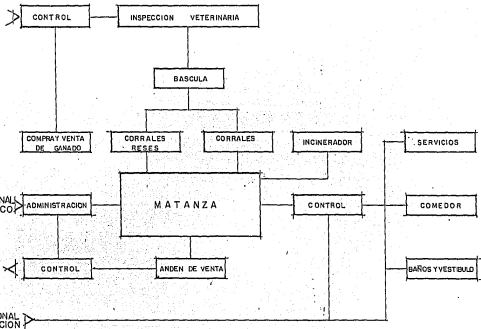 CONTROL
INSPECCION VETERINARIA
BASCULA
COMPRA Y VENTA
DE GANADO
CORRALES
RESES
CORRALES
INCINERADOR
SERVICIOS
ADMINISTRACION
MATANZA
CONTROL
COMEDOR
CONTROL
ANDEN DE VENTA
BAÑOS Y VESTIBULO